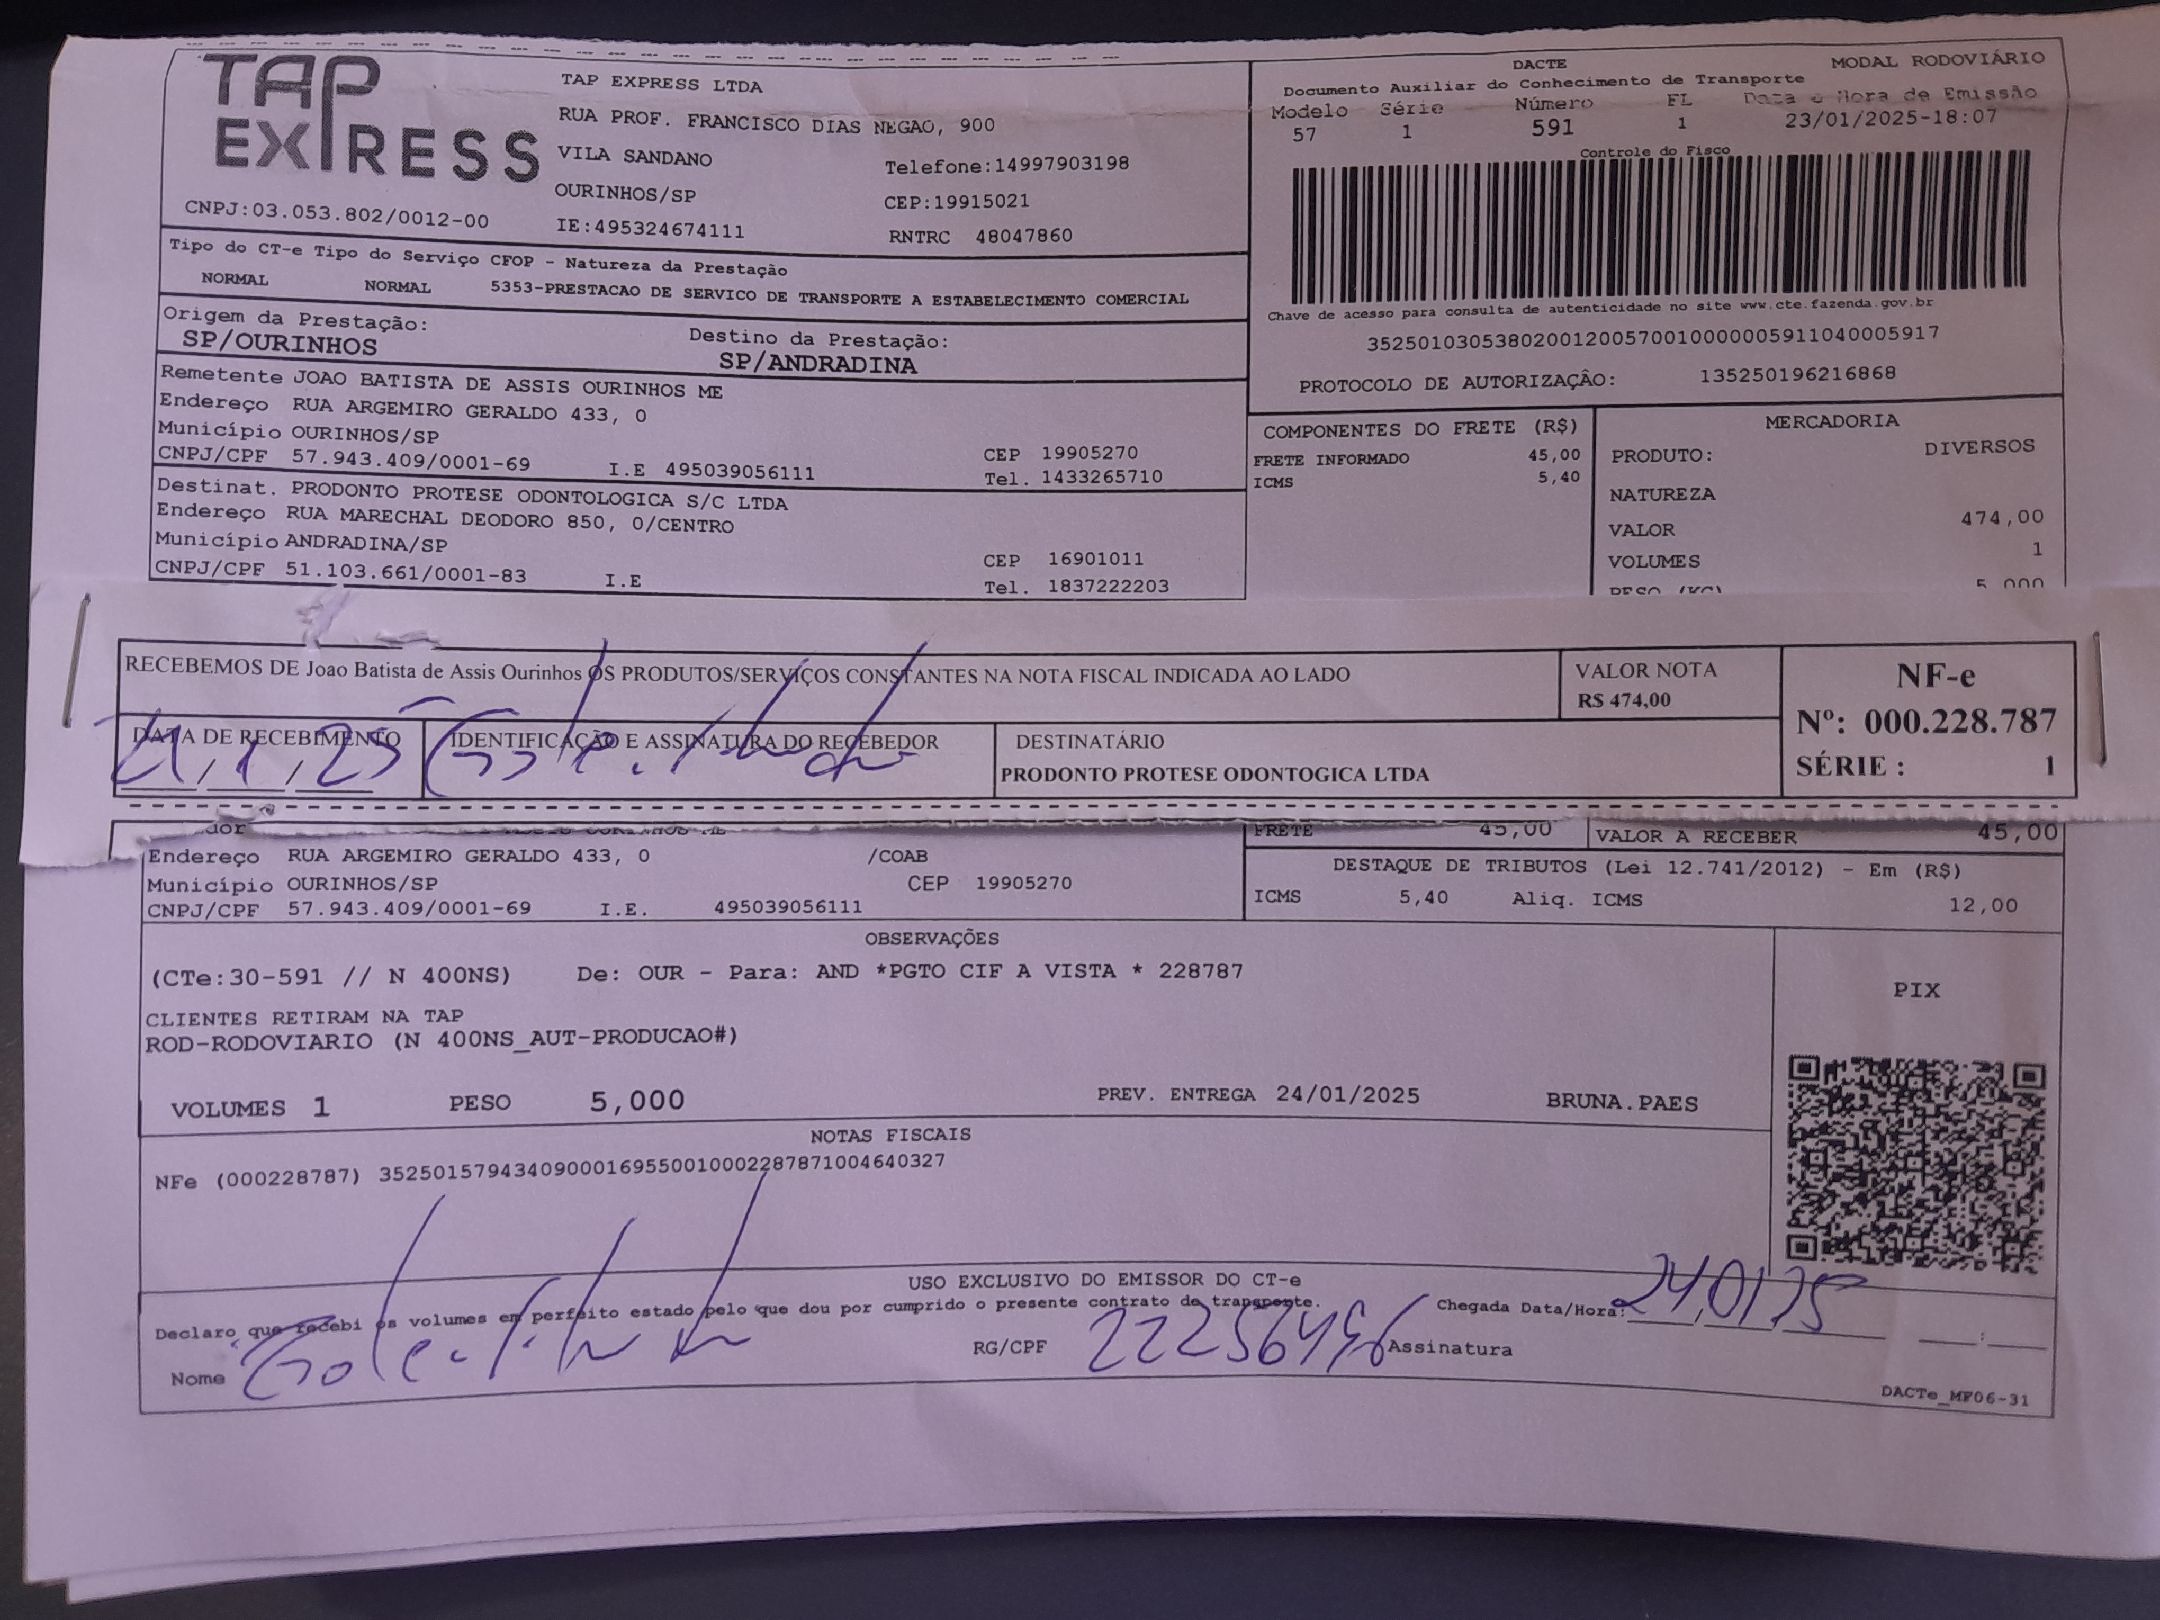 TAP EXPRESS
TAP EXPRESS LTDA
RUA PROF. FRANCISCO DIAS NEGAO, 900
VILA SANDANO Telefone:14997903198
OURINHOS/SP CEP:19915021
CNPJ:03.053.802/0012-00 IE:495324674111 RNTRC 48047860
DACTE MODAL RODOVIÁRIO
Documento Auxiliar do Conhecimento de Transporte
Modelo Série Número FL Data e Hora de Emissão
57 1 591 1 23/01/2025-18:07
Controle do Fisco
Chave de acesso para consulta de autenticidade no site www.cte.fazenda.gov.br
35250103053802001200570010000005911040005917
PROTOCOLO DE AUTORIZAÇÃO: 135250196216868
Tipo do CT-e Tipo do Serviço CFOP - Natureza da Prestação
NORMAL NORMAL 5353-PRESTACAO DE SERVICO DE TRANSPORTE A ESTABELECIMENTO COMERCIAL
Origem da Prestação: Destino da Prestação:
SP/OURINHOS SP/ANDRADINA
Remetente JOAO BATISTA DE ASSIS OURINHOS ME
Endereço RUA ARGEMIRO GERALDO 433, 0
Município OURINHOS/SP CEP 19905270
CNPJ/CPF 57.943.409/0001-69 I.E 495039056111 Tel. 1433265710
Destinat. PRODONTO PROTESE ODONTOLOGICA S/C LTDA
Endereço RUA MARECHAL DEODORO 850, 0/CENTRO
Município ANDRADINA/SP CEP 16901011
CNPJ/CPF 51.103.661/0001-83 I.E Tel. 1837222203
COMPONENTES DO FRETE (R$)
FRETE INFORMADO 45,00
ICMS 5,40
MERCADORIA
PRODUTO: DIVERSOS
NATUREZA
VALOR 474,00
VOLUMES 1
PESO (KG) 5,000
RECEBEMOS DE Joao Batista de Assis Ourinhos OS PRODUTOS/SERVIÇOS CONSTANTES NA NOTA FISCAL INDICADA AO LADO
VALOR NOTA
R$ 474,00
NF-e
Nº: 000.228.787
SÉRIE : 1
DATA DE RECEBIMENTO
IDENTIFICAÇÃO E ASSINATURA DO RECEBEDOR
DESTINATÁRIO
PRODONTO PROTESE ODONTOGICA LTDA
FRETE 45,00 VALOR A RECEBER 45,00
Endereço RUA ARGEMIRO GERALDO 433, 0 /COAB
Município OURINHOS/SP CEP 19905270
CNPJ/CPF 57.943.409/0001-69 I.E. 495039056111
DESTAQUE DE TRIBUTOS (Lei 12.741/2012) - Em (R$)
ICMS 5,40 Aliq. ICMS 12,00
OBSERVAÇÕES
(CTe:30-591 // N 400NS) De: OUR - Para: AND *PGTO CIF A VISTA * 228787
CLIENTES RETIRAM NA TAP
ROD-RODOVIARIO (N 400NS_AUT-PRODUCAO#)
VOLUMES 1 PESO 5,000 PREV. ENTREGA 24/01/2025 BRUNA.PAES
PIX
NOTAS FISCAIS
NFe (000228787) 35250157943409000169550010002287871004640327
USO EXCLUSIVO DO EMISSOR DO CT-e
Declaro que recebi os volumes em perfeito estado pelo que dou por cumprido o presente contrato de transporte. Chegada Data/Hora:
Nome RG/CPF Assinatura
DACTe_MF06-31